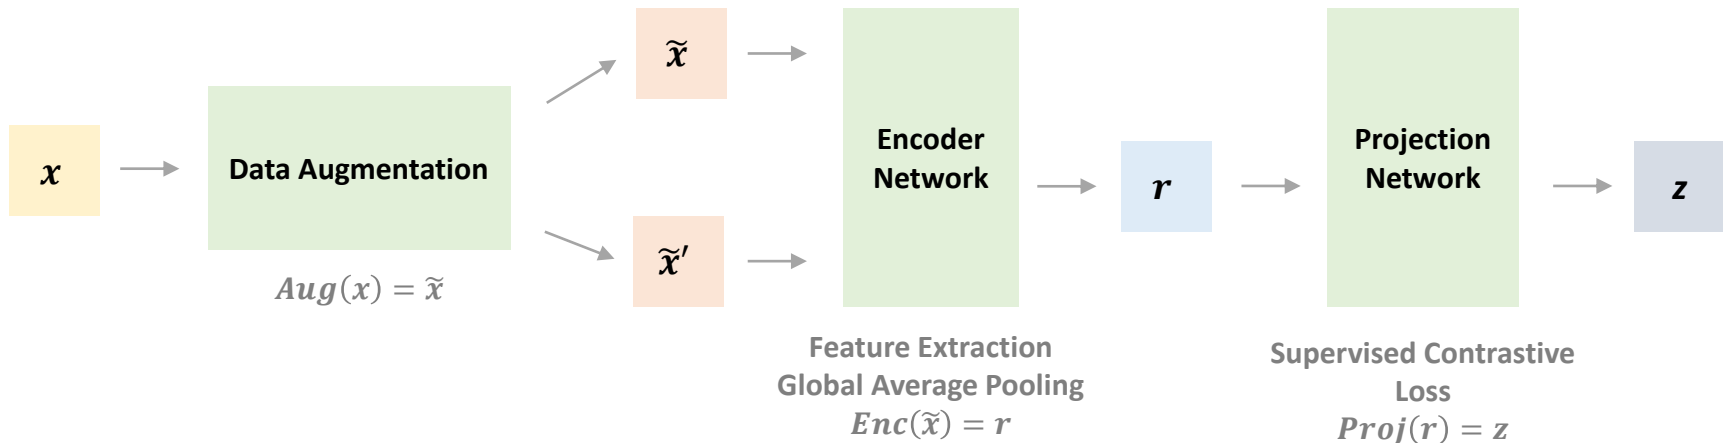 x
Data Augmentation
Aug(x) = x̃
x̃
x̃′
Encoder
Network
Feature Extraction
Global Average Pooling
Enc(x̃) = r
r
Projection
Network
Supervised Contrastive
Loss
Proj(r) = z
z